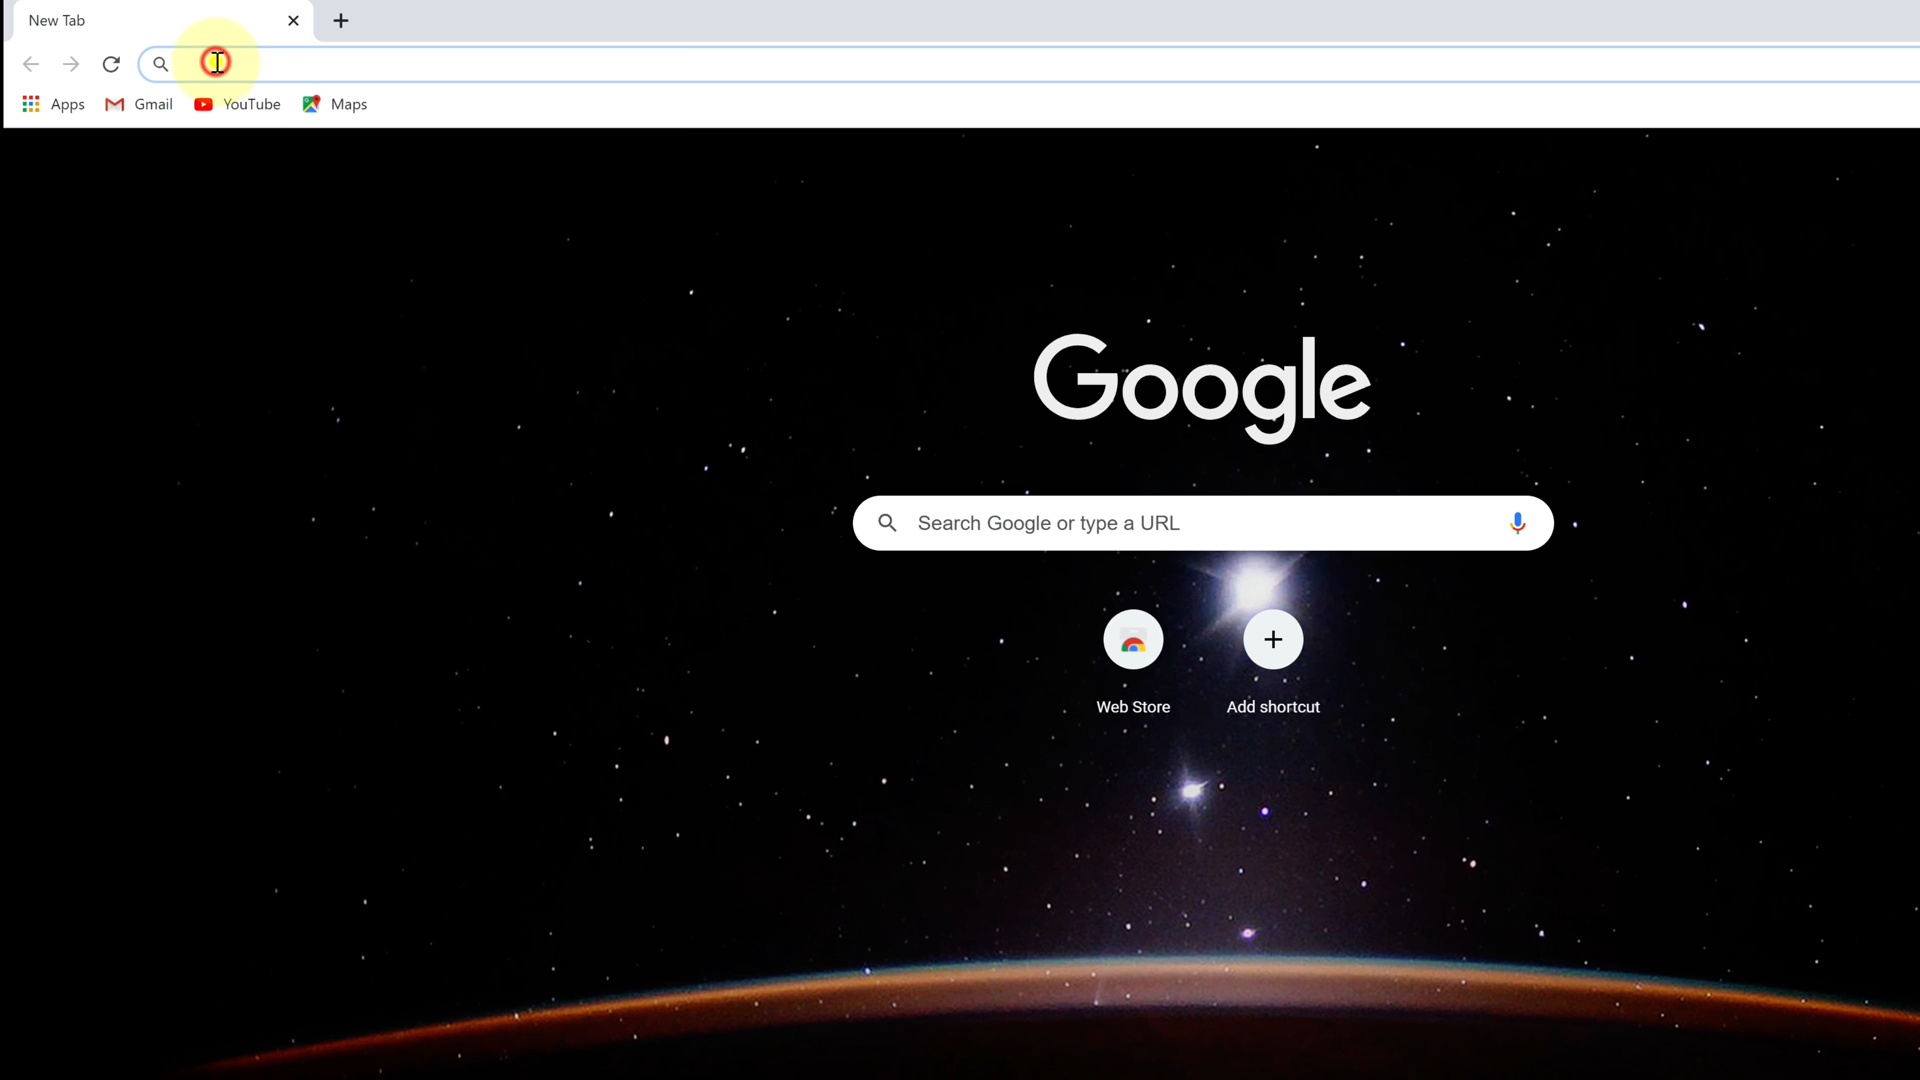 New Tab
Apps Gmail YouTube Maps
Google
Search Google or type a URL
Web Store Add shortcut